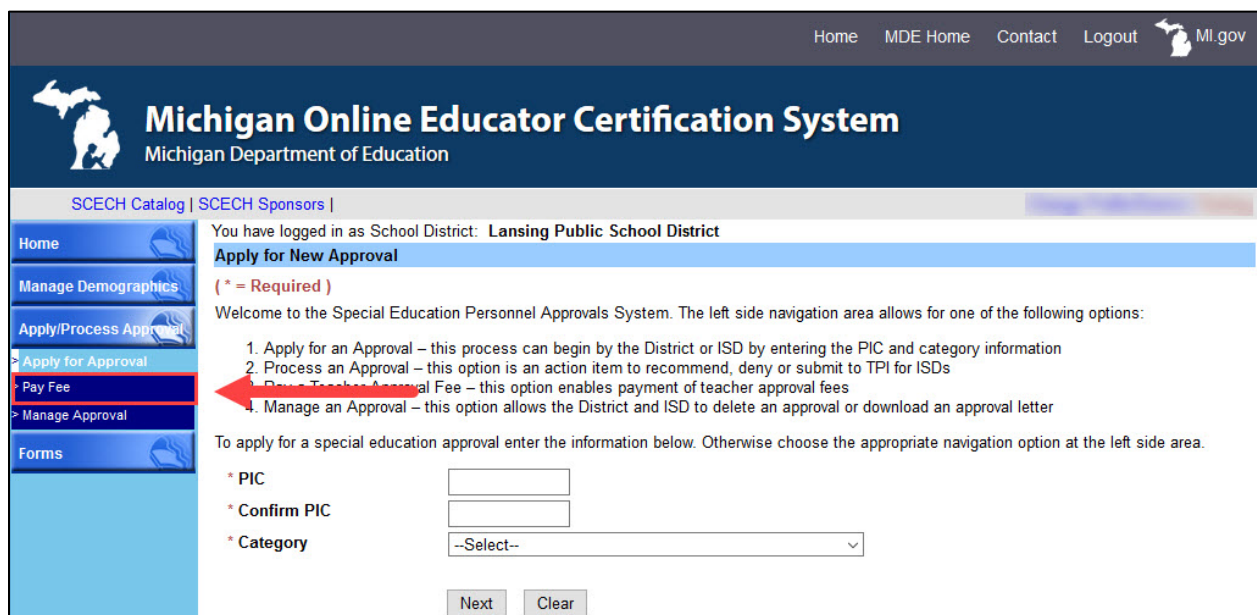 Home MDE Home Contact Logout MI.gov
Michigan Online Educator Certification System
Michigan Department of Education
SCECH Catalog | SCECH Sponsors |
You have logged in as School District: Lansing Public School District
Home
Apply for New Approval
Manage Demographics
( * = Required )
Welcome to the Special Education Personnel Approvals System. The left side navigation area allows for one of the following options:
Apply/Process Approval
1. Apply for an Approval – this process can begin by the District or ISD by entering the PIC and category information
> Apply for Approval
2. Process an Approval – this option is an action item to recommend, deny or submit to TPI for ISDs
> Pay Fee
3. Pay a Teacher Approval Fee – this option enables payment of teacher approval fees
> Manage Approval
4. Manage an Approval – this option allows the District and ISD to delete an approval or download an approval letter
Forms
To apply for a special education approval enter the information below. Otherwise choose the appropriate navigation option at the left side area.
* PIC
* Confirm PIC
* Category --Select--
Next Clear